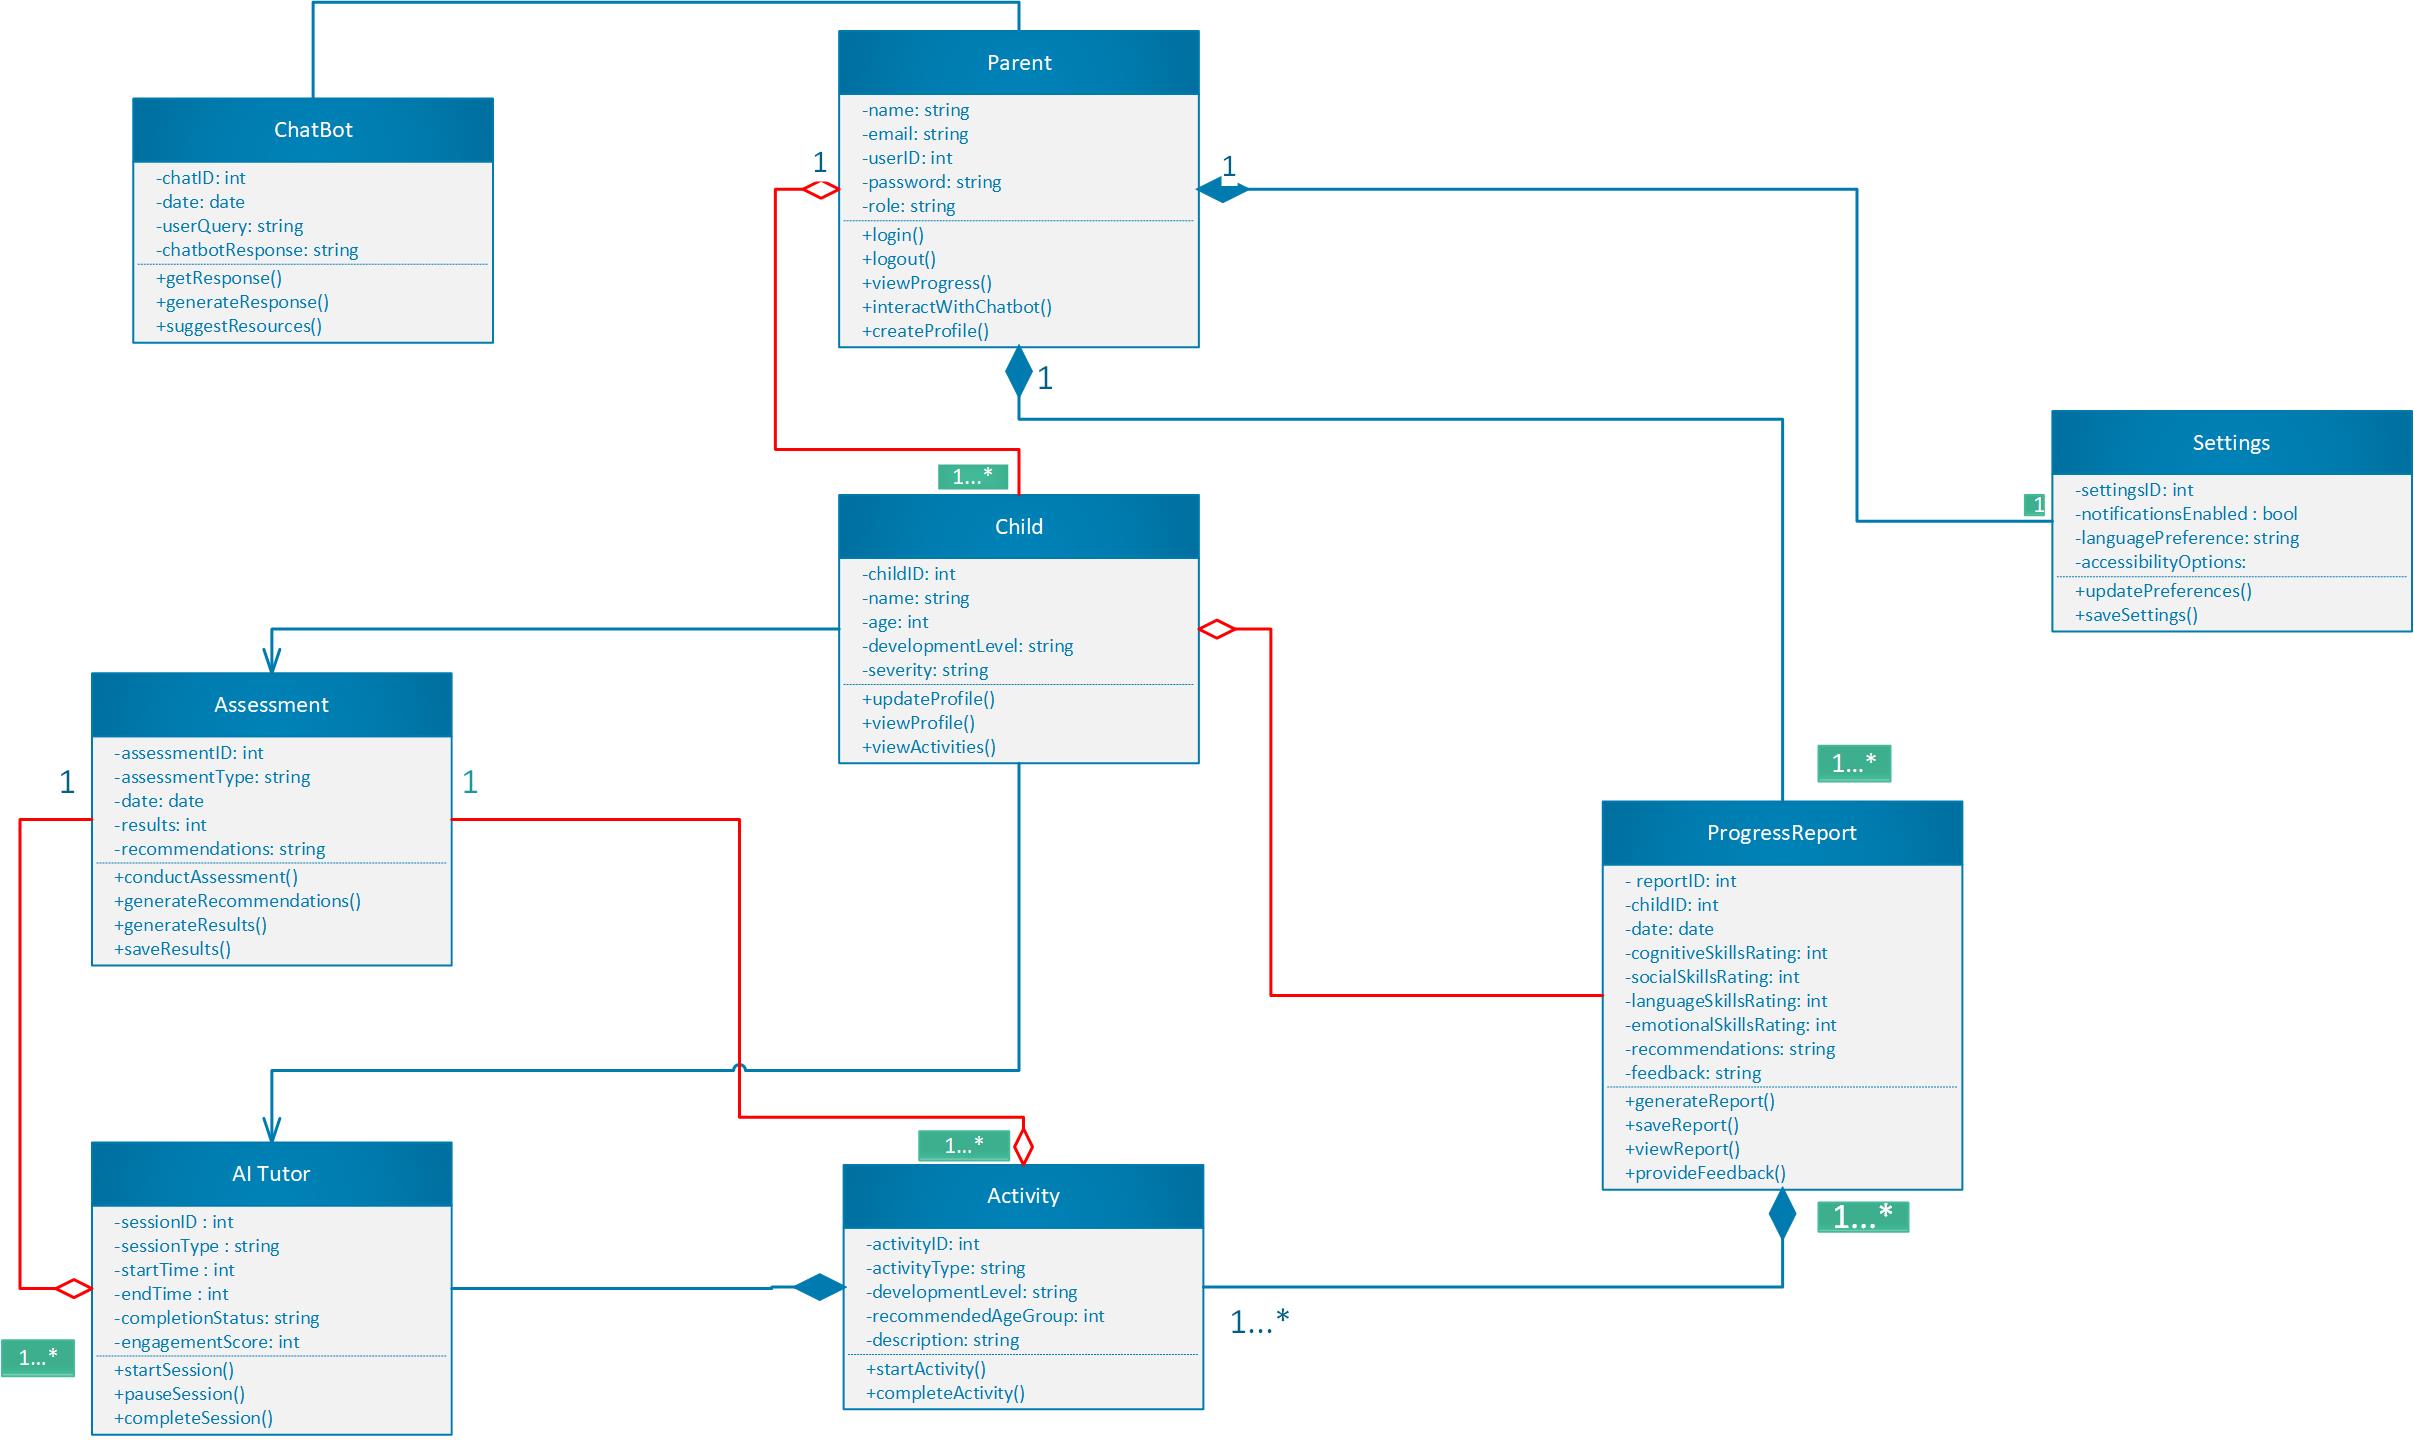 Parent
-name: string
-email: string
-userID: int
-password: string
-role: string
+login()
+logout()
+viewProgress()
+interactWithChatbot()
+createProfile()
ChatBot
-chatID: int
-date: date
-userQuery: string
-chatbotResponse: string
+getResponse()
+generateResponse()
+suggestResources()
1
1
1
1...*
Child
-childID: int
-name: string
-age: int
-developmentLevel: string
-severity: string
+updateProfile()
+viewProfile()
+viewActivities()
Settings
-settingsID: int
-notificationsEnabled : bool
-languagePreference: string
-accessibilityOptions:
+updatePreferences()
+saveSettings()
1
Assessment
-assessmentID: int
-assessmentType: string
-date: date
-results: int
-recommendations: string
+conductAssessment()
+generateRecommendations()
+generateResults()
+saveResults()
1
1
1...*
ProgressReport
- reportID: int
-childID: int
-date: date
-cognitiveSkillsRating: int
-socialSkillsRating: int
-languageSkillsRating: int
-emotionalSkillsRating: int
-recommendations: string
-feedback: string
+generateReport()
+saveReport()
+viewReport()
+provideFeedback()
1...*
AI Tutor
-sessionID : int
-sessionType : string
-startTime : int
-endTime : int
-completionStatus: string
-engagementScore: int
+startSession()
+pauseSession()
+completeSession()
1...*
1...*
Activity
-activityID: int
-activityType: string
-developmentLevel: string
-recommendedAgeGroup: int
-description: string
+startActivity()
+completeActivity()
1...*